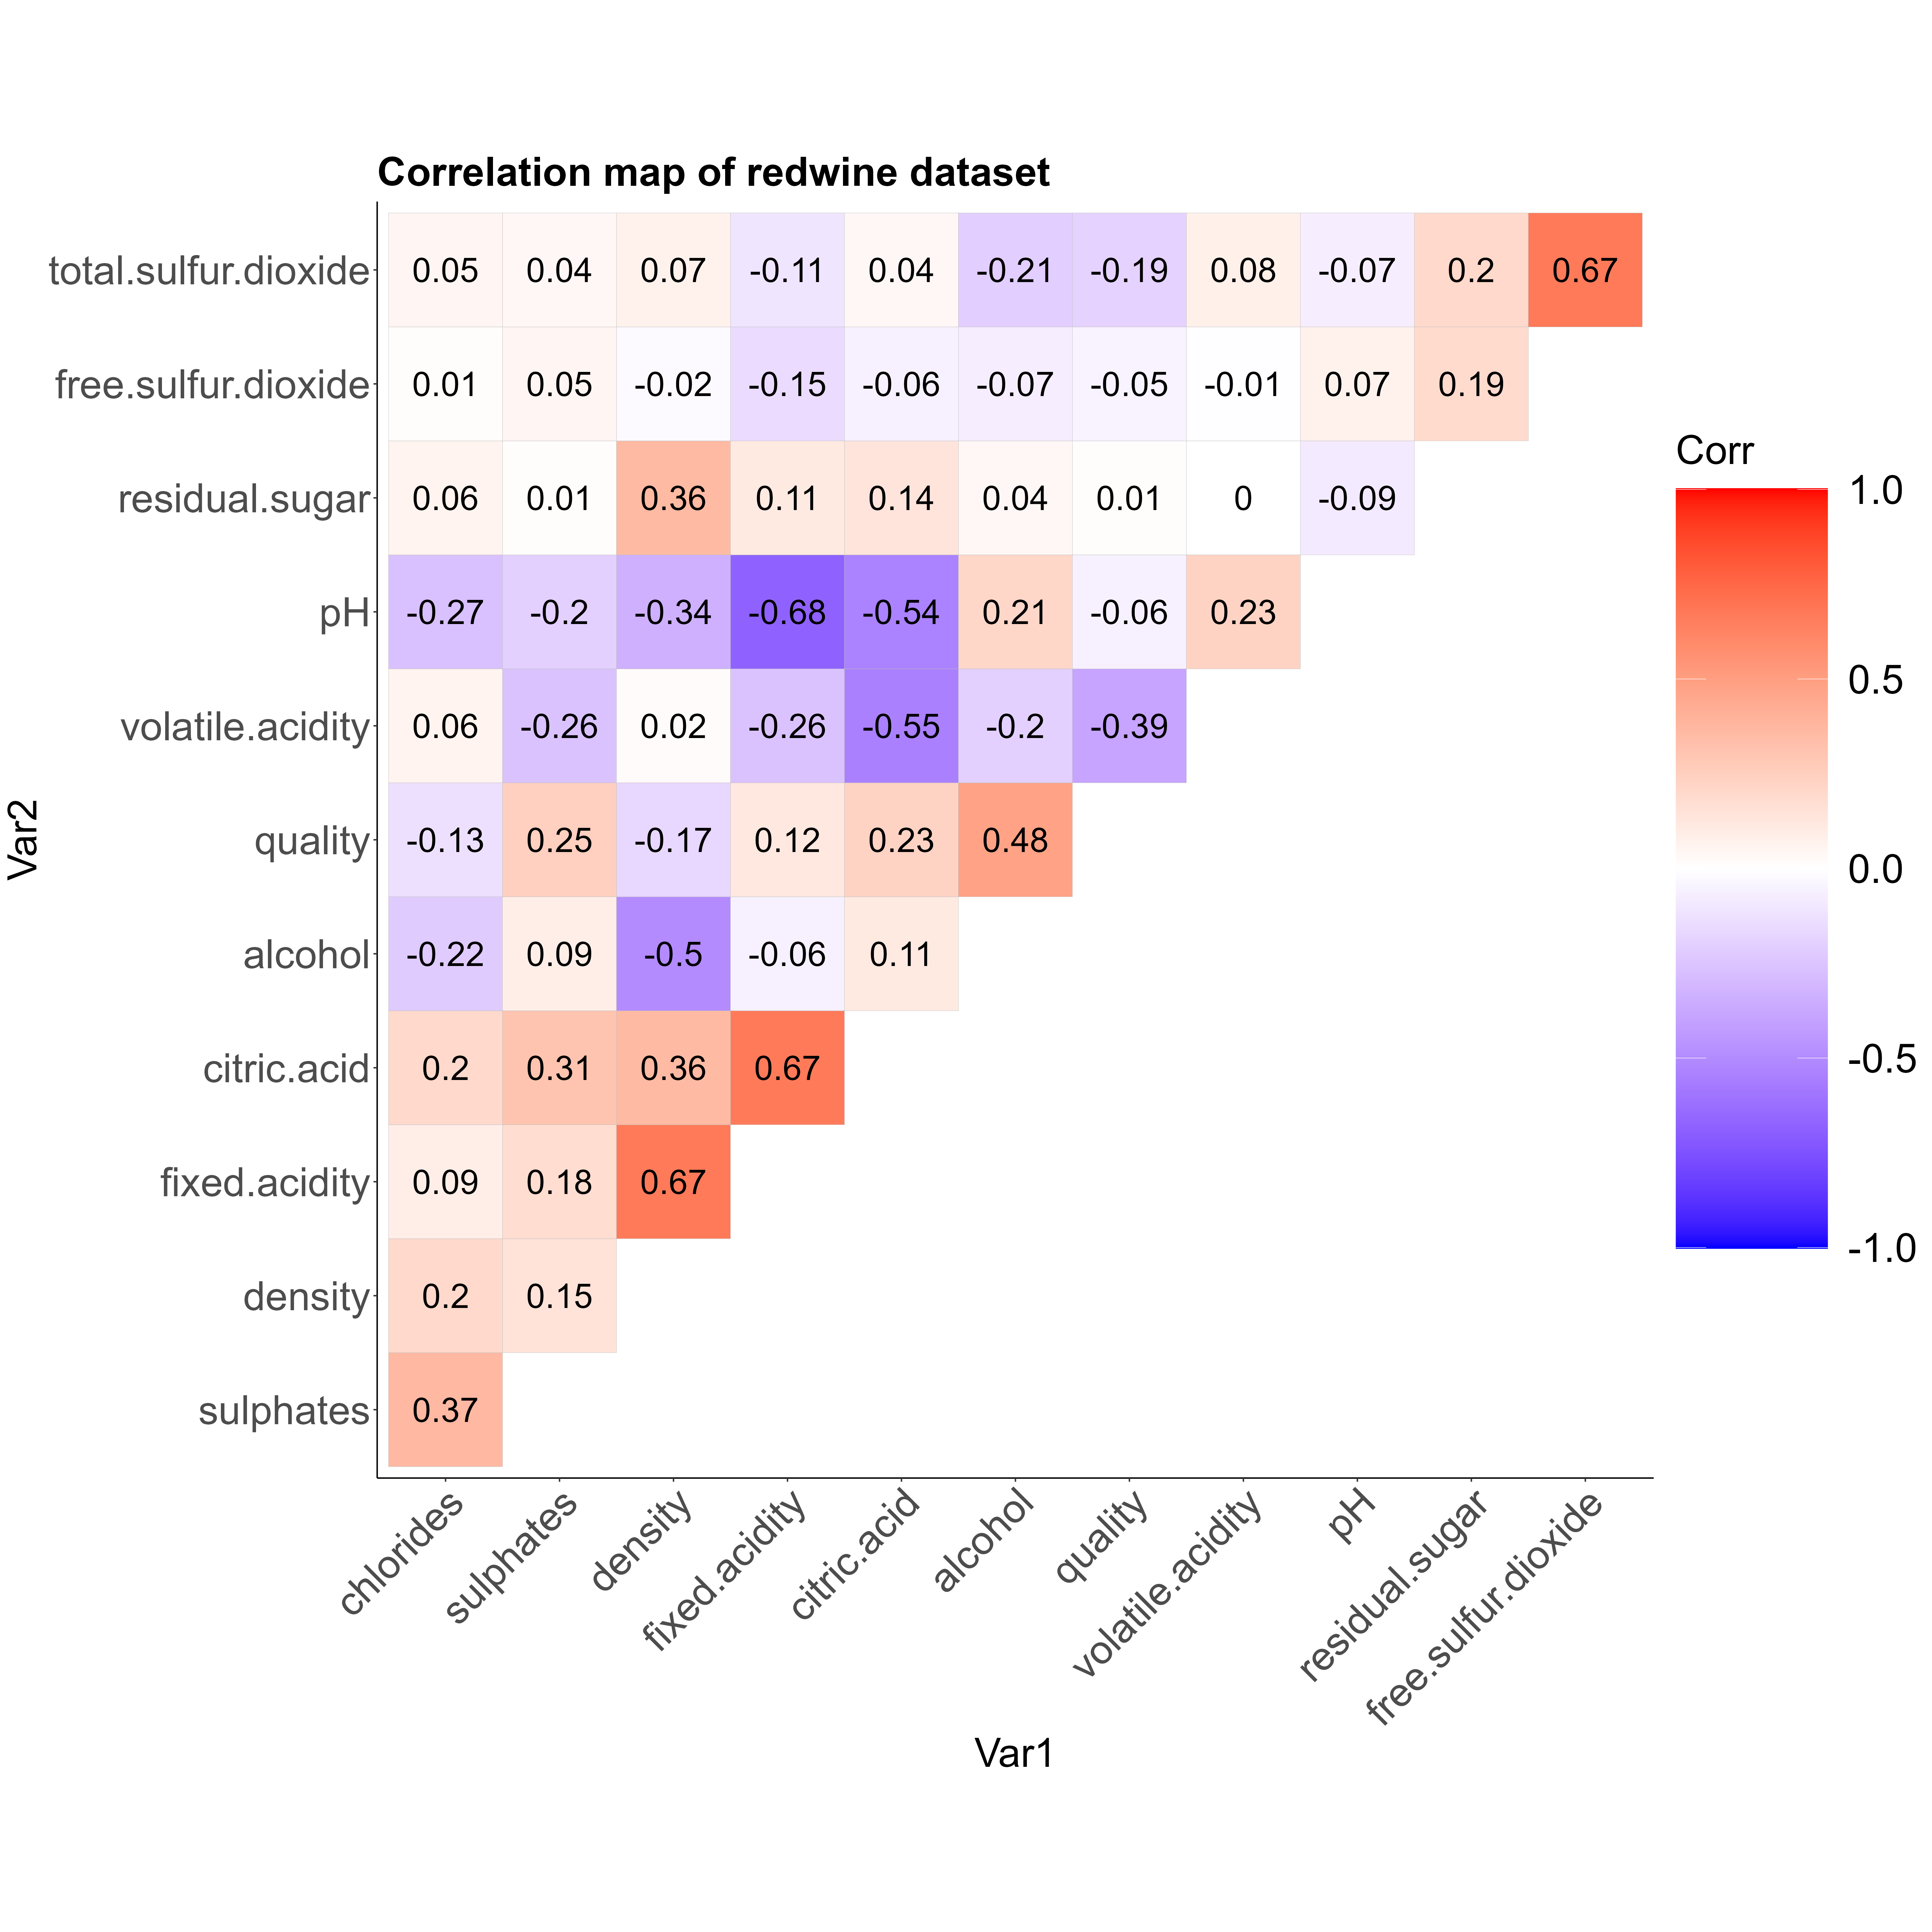 Correlation map of redwine dataset
total.sulfur.dioxide 0.05 0.04 0.07 -0.11 0.04 -0.21 -0.19 0.08 -0.07 0.2 0.67
free.sulfur.dioxide 0.01 0.05 -0.02 -0.15 -0.06 -0.07 -0.05 -0.01 0.07 0.19
residual.sugar 0.06 0.01 0.36 0.11 0.14 0.04 0.01 0 -0.09
pH -0.27 -0.2 -0.34 -0.68 -0.54 0.21 -0.06 0.23
volatile.acidity 0.06 -0.26 0.02 -0.26 -0.55 -0.2 -0.39
quality -0.13 0.25 -0.17 0.12 0.23 0.48
alcohol -0.22 0.09 -0.5 -0.06 0.11
citric.acid 0.2 0.31 0.36 0.67
fixed.acidity 0.09 0.18 0.67
density 0.2 0.15
sulphates 0.37
chlorides sulphates density fixed.acidity citric.acid alcohol quality volatile.acidity pH residual.sugar free.sulfur.dioxide
Var1
Var2
Corr
1.0
0.5
0.0
-0.5
-1.0